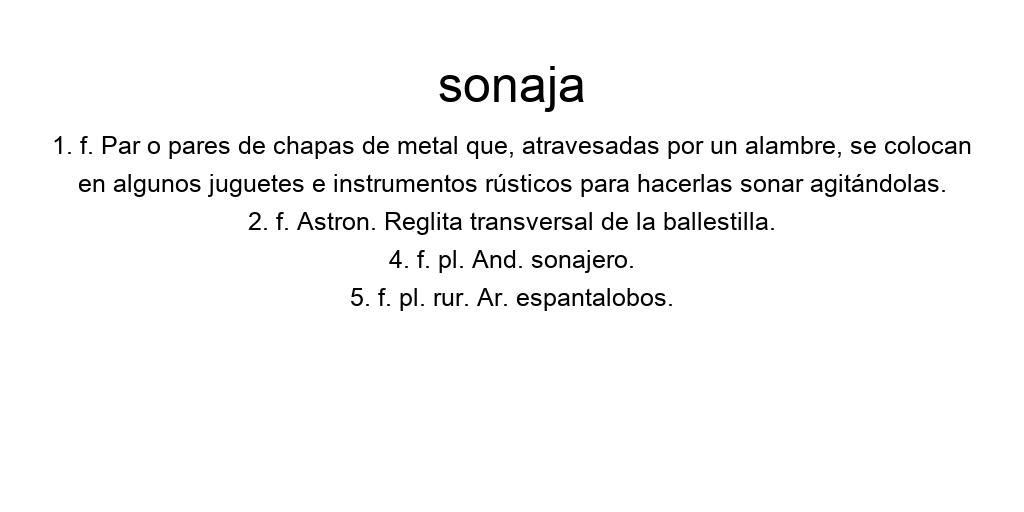 sonaja
1. f. Par o pares de chapas de metal que, atravesadas por un alambre, se colocan
en algunos juguetes e instrumentos rústicos para hacerlas sonar agitándolas.
2. f. Astron. Reglita transversal de la ballestilla.
4. f. pl. And. sonajero.
5. f. pl. rur. Ar. espantalobos.